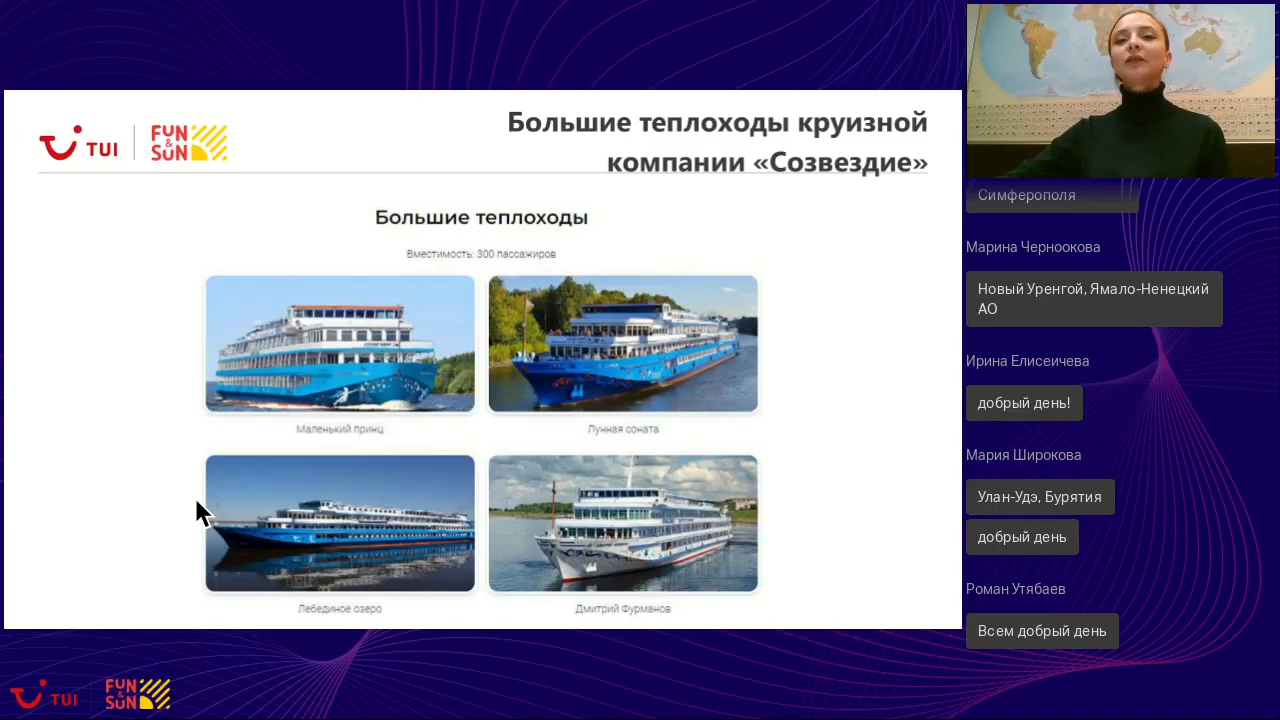 TUI
FUN
&
SUN
Большие теплоходы круизной
компании «Созвездие»
Большие теплоходы
Вместимость: 300 пассажиров
Маленький принц
Лунная соната
Лебединое озеро
Дмитрий Фурманов
Симферополя
Марина Черноокова
Новый Уренгой, Ямало-Ненецкий
АО
Ирина Елисеичева
добрый день!
Мария Широкова
Улан-Удэ, Бурятия
добрый день
Роман Утябаев
Всем добрый день
TUI
FUN
&
SUN